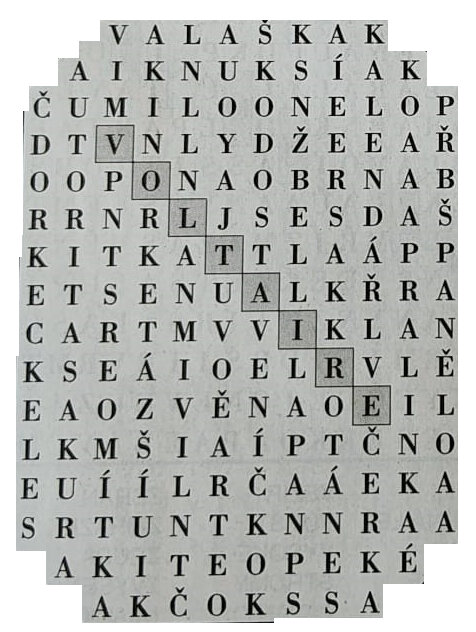 V A L A Š K A K
A I K N U K S Í A K
Č U M I L O O N E L O P
D T V N L Y D Ž E E A Ř
O O P O N A O B R N A B
R R N R L J S E S D A Š
K I T K A T T L A Á P P
E T S E N U A L K Ř R A
C A R T M V V I K L A N
K S E Á I O E L R V L Ě
E A O Z V Ě N A O E I L
L K M Š I A Í P T Č N O
E U Í Í L R Č A Á E K A
S R T U N T K N N R A A
A K I T E O P E K É
A K Č O K S S A